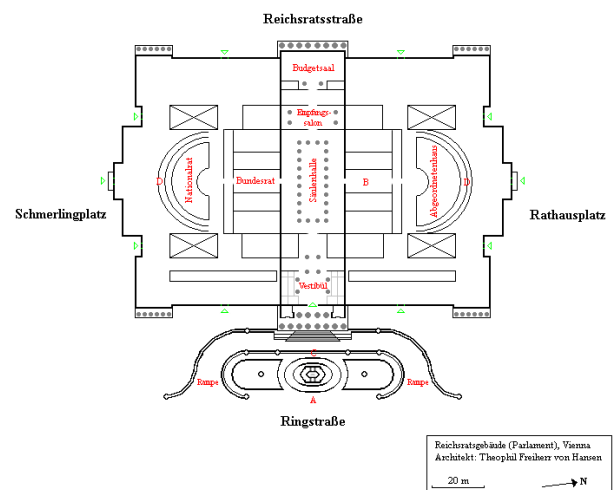 Reichsratsstraße
Budgetsaal
Empfangs-
salon
Nationalrat
D
Bundesrat
Säulenhalle
B
Abgeordnetenhaus
D
Schmerlingplatz
Rathausplatz
Vestibül
C
Rampe
Rampe
A
Ringstraße
Reichsratsgebäude (Parlament), Vienna
Architekt: Theophil Freiherr von Hansen
20 m
N